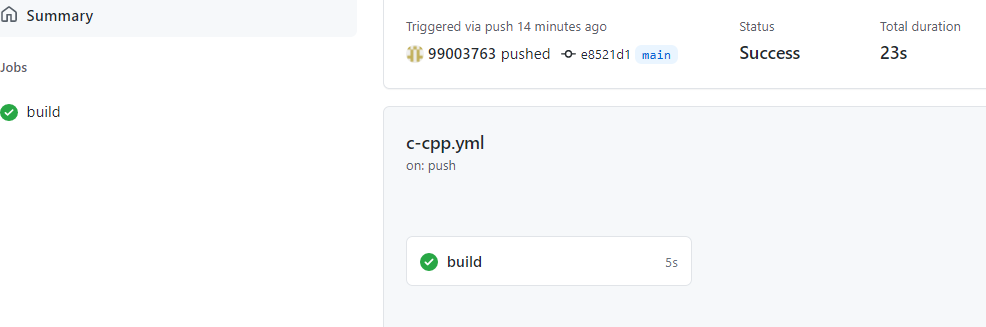 Summary
Jobs
build
Triggered via push 14 minutes ago
99003763 pushed e8521d1 main
Status
Success
Total duration
23s
c-cpp.yml
on: push
build 5s